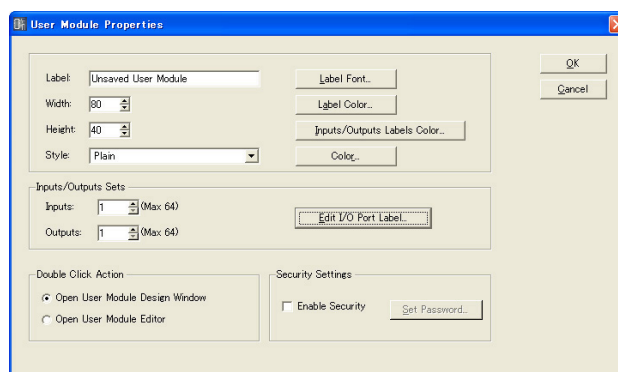 User Module Properties
Label: Unsaved User Module Label Font... OK
Width: 80 Label Color... Cancel
Height: 40 Inputs/Outputs Labels Color...
Style: Plain Color...
Inputs/Outputs Sets
Inputs: 1 (Max 64)
Edit I/O Port Label...
Outputs: 1 (Max 64)
Double Click Action Security Settings
Open User Module Design Window Enable Security Set Password...
Open User Module Editor